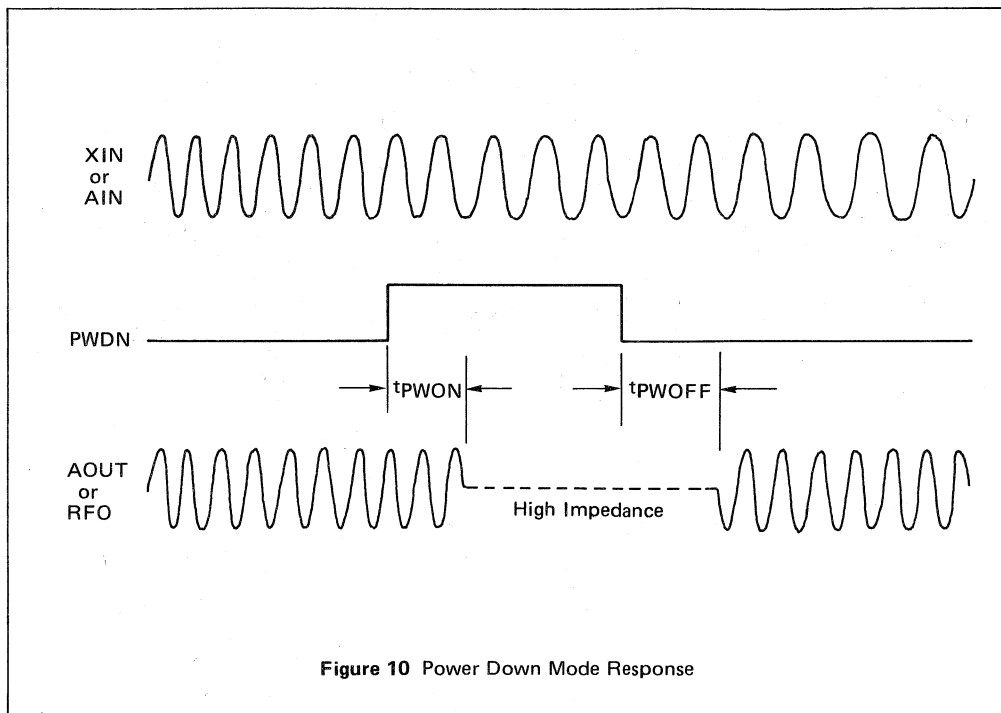 XIN
or
AIN
PWDN
tPWON
tPWOFF
AOUT
or
RFO
High Impedance
Figure 10 Power Down Mode Response